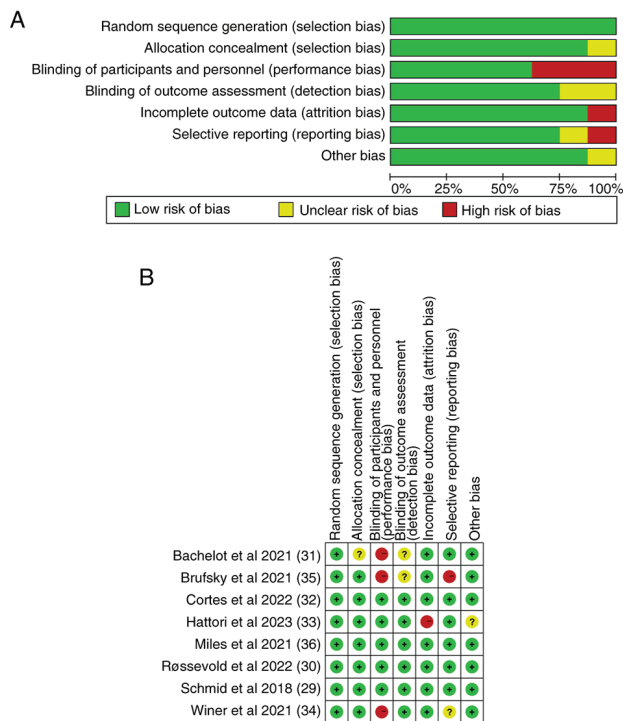 A
Random sequence generation (selection bias)
Allocation concealment (selection bias)
Blinding of participants and personnel (performance bias)
Blinding of outcome assessment (detection bias)
Incomplete outcome data (attrition bias)
Selective reporting (reporting bias)
Other bias
0% 25% 50% 75% 100%
Low risk of bias Unclear risk of bias High risk of bias
B
Random sequence generation (selection bias)
Allocation concealment (selection bias)
Blinding of participants and personnel
(performance bias)
Blinding of outcome assessment
(detection bias)
Incomplete outcome data (attrition bias)
Selective reporting (reporting bias)
Other bias
Bachelot et al 2021 (31) + ? - ? + + +
Brufsky et al 2021 (35) + + - ? + - +
Cortes et al 2022 (32) + + + + + + +
Hattori et al 2023 (33) + + + + - + ?
Miles et al 2021 (36) + + + + + + +
Røssevold et al 2022 (30) + + + + + + +
Schmid et al 2018 (29) + + + + + + +
Winer et al 2021 (34) + + - + + ? +